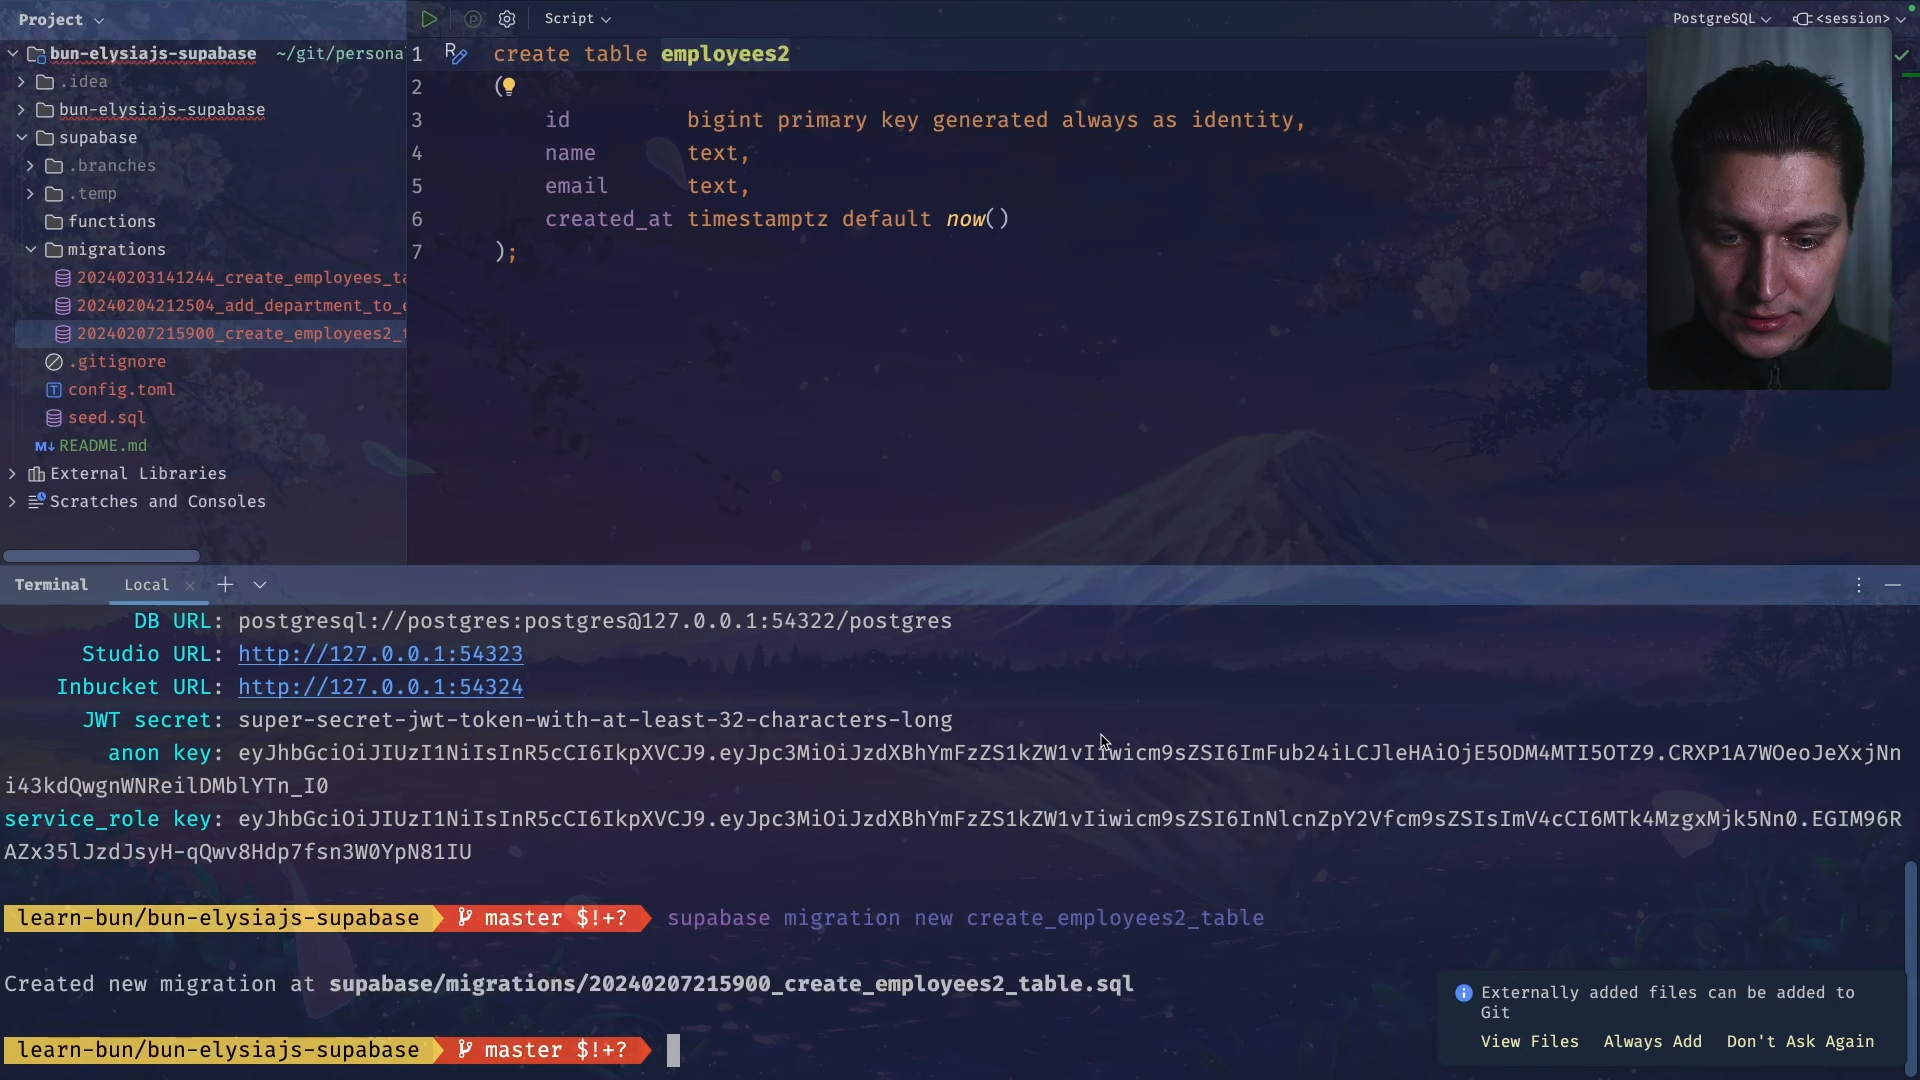 Project
bun-elysiajs-supabase ~/git/persona
.idea
bun-elysiajs-supabase
supabase
.branches
.temp
functions
migrations
20240203141244_create_employees_ta
20240204212504_add_department_to_e
20240207215900_create_employees2_t
.gitignore
config.toml
seed.sql
README.md
External Libraries
Scratches and Consoles
Script
PostgreSQL
<session>
1 create table employees2
2 (
3 id bigint primary key generated always as identity,
4 name text,
5 email text,
6 created_at timestamptz default now()
7 );
Terminal Local
DB URL: postgresql://postgres:postgres@127.0.0.1:54322/postgres
Studio URL: http://127.0.0.1:54323
Inbucket URL: http://127.0.0.1:54324
JWT secret: super-secret-jwt-token-with-at-least-32-characters-long
anon key: eyJhbGciOiJIUzI1NiIsInR5cCI6IkpXVCJ9.eyJpc3MiOiJzdXBhYmFzZS1kZW1vIiwicm9sZSI6ImFub24iLCJleHAiOjE5ODM4MTI5OTZ9.CRXP1A7WOeoJeXxjNn
i43kdQwgnWNReilDMblYTn_I0
service_role key: eyJhbGciOiJIUzI1NiIsInR5cCI6IkpXVCJ9.eyJpc3MiOiJzdXBhYmFzZS1kZW1vIiwicm9sZSI6InNlcnZpY2Vfcm9sZSIsImV4cCI6MTk4MzgxMjk5Nn0.EGIM96R
AZx35lJzdJsyH-qQwv8Hdp7fsn3W0YpN81IU
learn-bun/bun-elysiajs-supabase master $!+? supabase migration new create_employees2_table
Created new migration at supabase/migrations/20240207215900_create_employees2_table.sql
learn-bun/bun-elysiajs-supabase master $!+?
Externally added files can be added to
Git
View Files Always Add Don't Ask Again